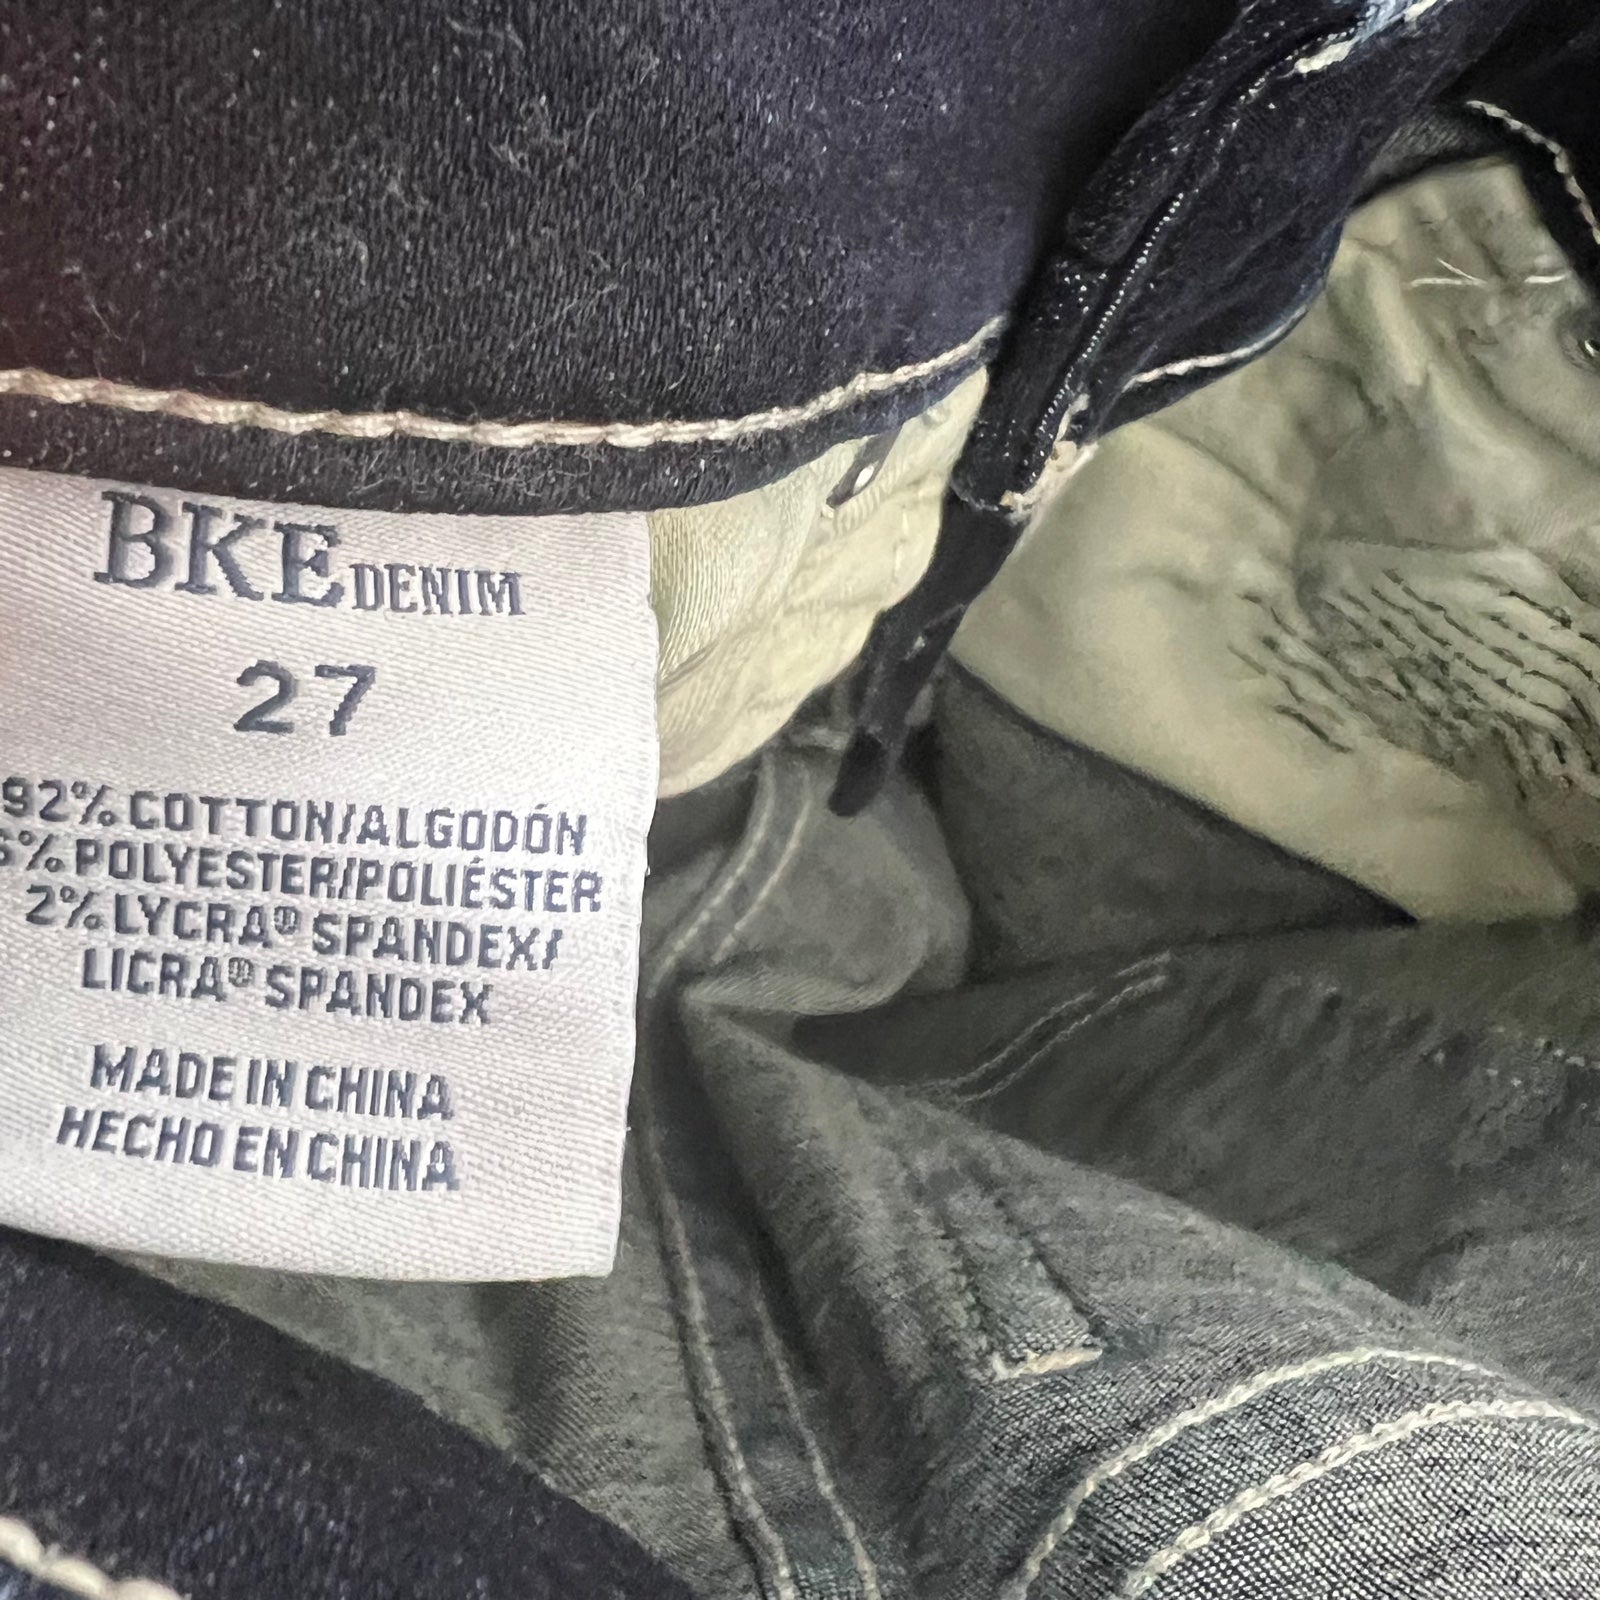 BKE DENIM
27
92% COTTON/ALGODÓN
6% POLYESTER/POLIÉSTER
2% LYCRA® SPANDEX/
LICRA® SPANDEX
MADE IN CHINA
HECHO EN CHINA